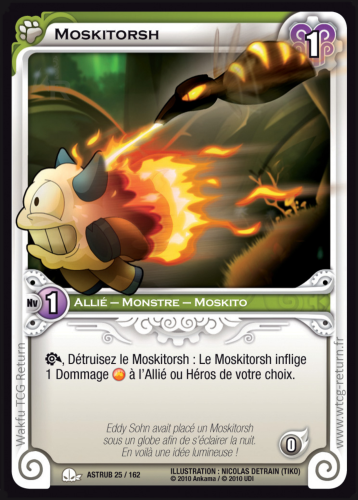 Moskitorsh
1
Nv 1 Allié – Monstre – Moskito
, Détruisez le Moskitorsh : Le Moskitorsh inflige
1 Dommage à l'Allié ou Héros de votre choix.
Eddy Sohn avait placé un Moskitorsh
sous un globe afin de s'éclairer la nuit.
En voilà une idée lumineuse !
0
ASTRUB 25 / 162
ILLUSTRATION : NICOLAS DETRAIN (TIKO)
© 2010 Ankama / © 2010 UDI
Wakfu TCG Return
www.wtcg-return.fr